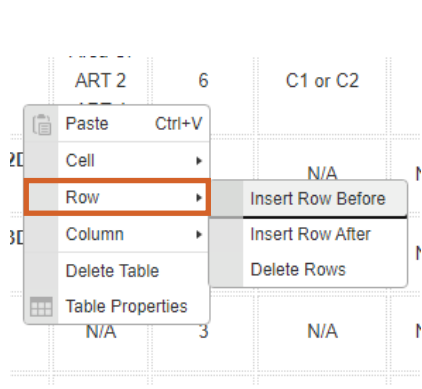 ART 2 6 C1 or C2
Paste Ctrl+V
Cell
N/A
Row
Insert Row Before
Column
Insert Row After
Delete Table
Delete Rows
Table Properties
N/A 3 N/A